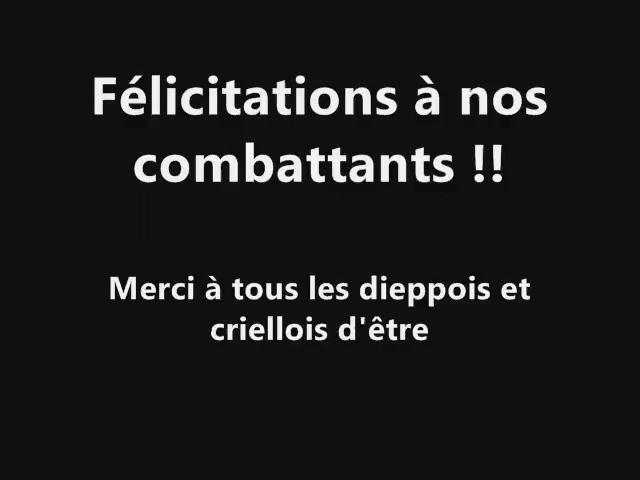 Félicitations à nos
combattants !!
Merci à tous les dieppois et
criellois d'être